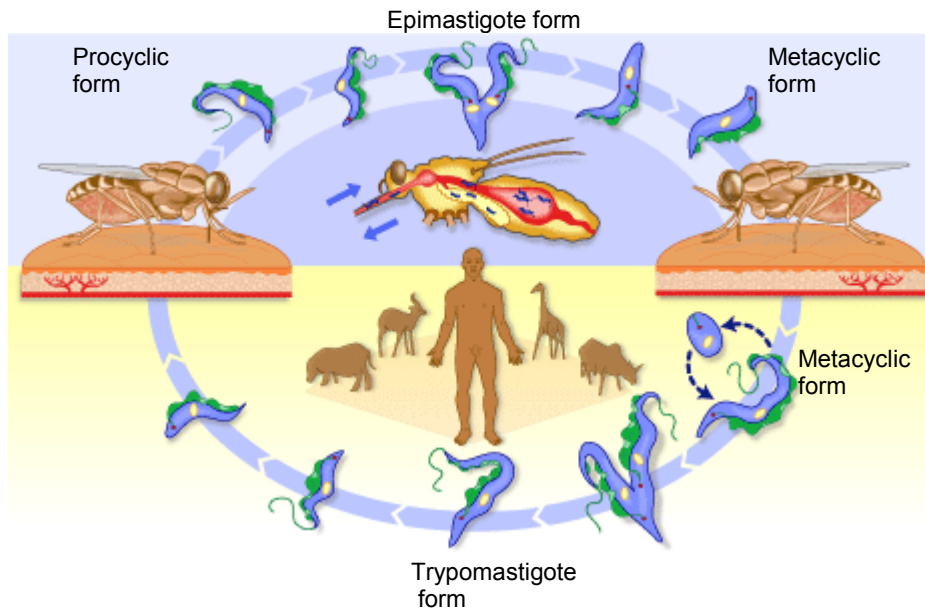 Epimastigote form
Procyclic
form
Metacyclic
form
Metacyclic
form
Trypomastigote
form